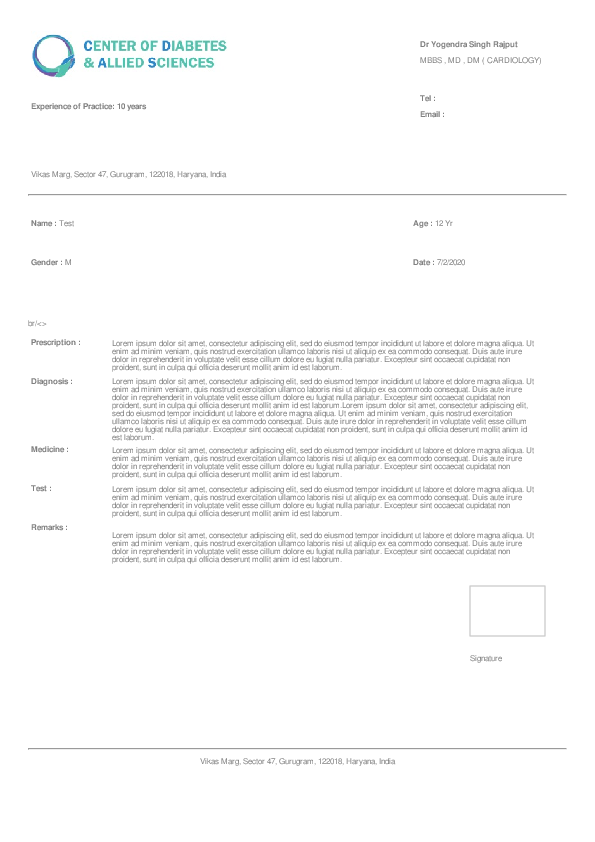 CENTER OF DIABETES
& ALLIED SCIENCES
Dr Yogendra Singh Rajput
MBBS , MD , DM ( CARDIOLOGY)
Tel :
Experience of Practice: 10 years
Email :
Vikas Marg, Sector 47, Gurugram, 122018, Haryana, India
Name : Test
Age : 12 Yr
Gender : M
Date : 7/2/2020
br/<>
Prescription :
Lorem ipsum dolor sit amet, consectetur adipiscing elit, sed do eiusmod tempor incididunt ut labore et dolore magna aliqua. Ut
enim ad minim veniam, quis nostrud exercitation ullamco laboris nisi ut aliquip ex ea commodo consequat. Duis aute irure
dolor in reprehenderit in voluptate velit esse cillum dolore eu fugiat nulla pariatur. Excepteur sint occaecat cupidatat non
proident, sunt in culpa qui officia deserunt mollit anim id est laborum.
Diagnosis :
Lorem ipsum dolor sit amet, consectetur adipiscing elit, sed do eiusmod tempor incididunt ut labore et dolore magna aliqua. Ut
enim ad minim veniam, quis nostrud exercitation ullamco laboris nisi ut aliquip ex ea commodo consequat. Duis aute irure
dolor in reprehenderit in voluptate velit esse cillum dolore eu fugiat nulla pariatur. Excepteur sint occaecat cupidatat non
proident, sunt in culpa qui officia deserunt mollit anim id est laborum.Lorem ipsum dolor sit amet, consectetur adipiscing elit,
sed do eiusmod tempor incididunt ut labore et dolore magna aliqua. Ut enim ad minim veniam, quis nostrud exercitation
ullamco laboris nisi ut aliquip ex ea commodo consequat. Duis aute irure dolor in reprehenderit in voluptate velit esse cillum
dolore eu fugiat nulla pariatur. Excepteur sint occaecat cupidatat non proident, sunt in culpa qui officia deserunt mollit anim id
est laborum.
Medicine :
Lorem ipsum dolor sit amet, consectetur adipiscing elit, sed do eiusmod tempor incididunt ut labore et dolore magna aliqua. Ut
enim ad minim veniam, quis nostrud exercitation ullamco laboris nisi ut aliquip ex ea commodo consequat. Duis aute irure
dolor in reprehenderit in voluptate velit esse cillum dolore eu fugiat nulla pariatur. Excepteur sint occaecat cupidatat non
proident, sunt in culpa qui officia deserunt mollit anim id est laborum.
Test :
Lorem ipsum dolor sit amet, consectetur adipiscing elit, sed do eiusmod tempor incididunt ut labore et dolore magna aliqua. Ut
enim ad minim veniam, quis nostrud exercitation ullamco laboris nisi ut aliquip ex ea commodo consequat. Duis aute irure
dolor in reprehenderit in voluptate velit esse cillum dolore eu fugiat nulla pariatur. Excepteur sint occaecat cupidatat non
proident, sunt in culpa qui officia deserunt mollit anim id est laborum.
Remarks :
Lorem ipsum dolor sit amet, consectetur adipiscing elit, sed do eiusmod tempor incididunt ut labore et dolore magna aliqua. Ut
enim ad minim veniam, quis nostrud exercitation ullamco laboris nisi ut aliquip ex ea commodo consequat. Duis aute irure
dolor in reprehenderit in voluptate velit esse cillum dolore eu fugiat nulla pariatur. Excepteur sint occaecat cupidatat non
proident, sunt in culpa qui officia deserunt mollit anim id est laborum.
Signature
Vikas Marg, Sector 47, Gurugram, 122018, Haryana, India